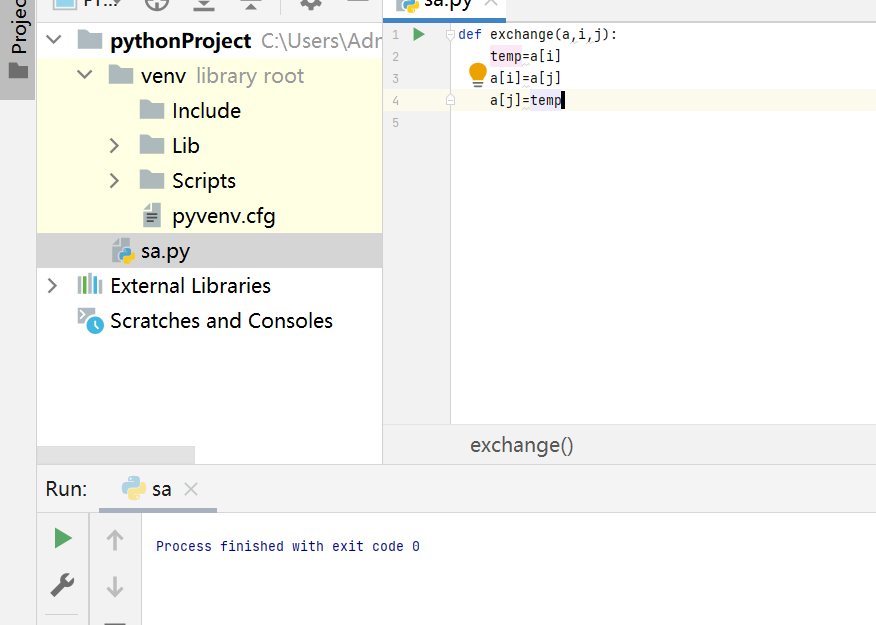 Project
pythonProject C:\Users\Adr
venv library root
Include
Lib
Scripts
pyvenv.cfg
sa.py
External Libraries
Scratches and Consoles
sa.py
1 def exchange(a,i,j):
2 temp=a[i]
3 a[i]=a[j]
4 a[j]=temp
5
exchange()
Run: sa
Process finished with exit code 0